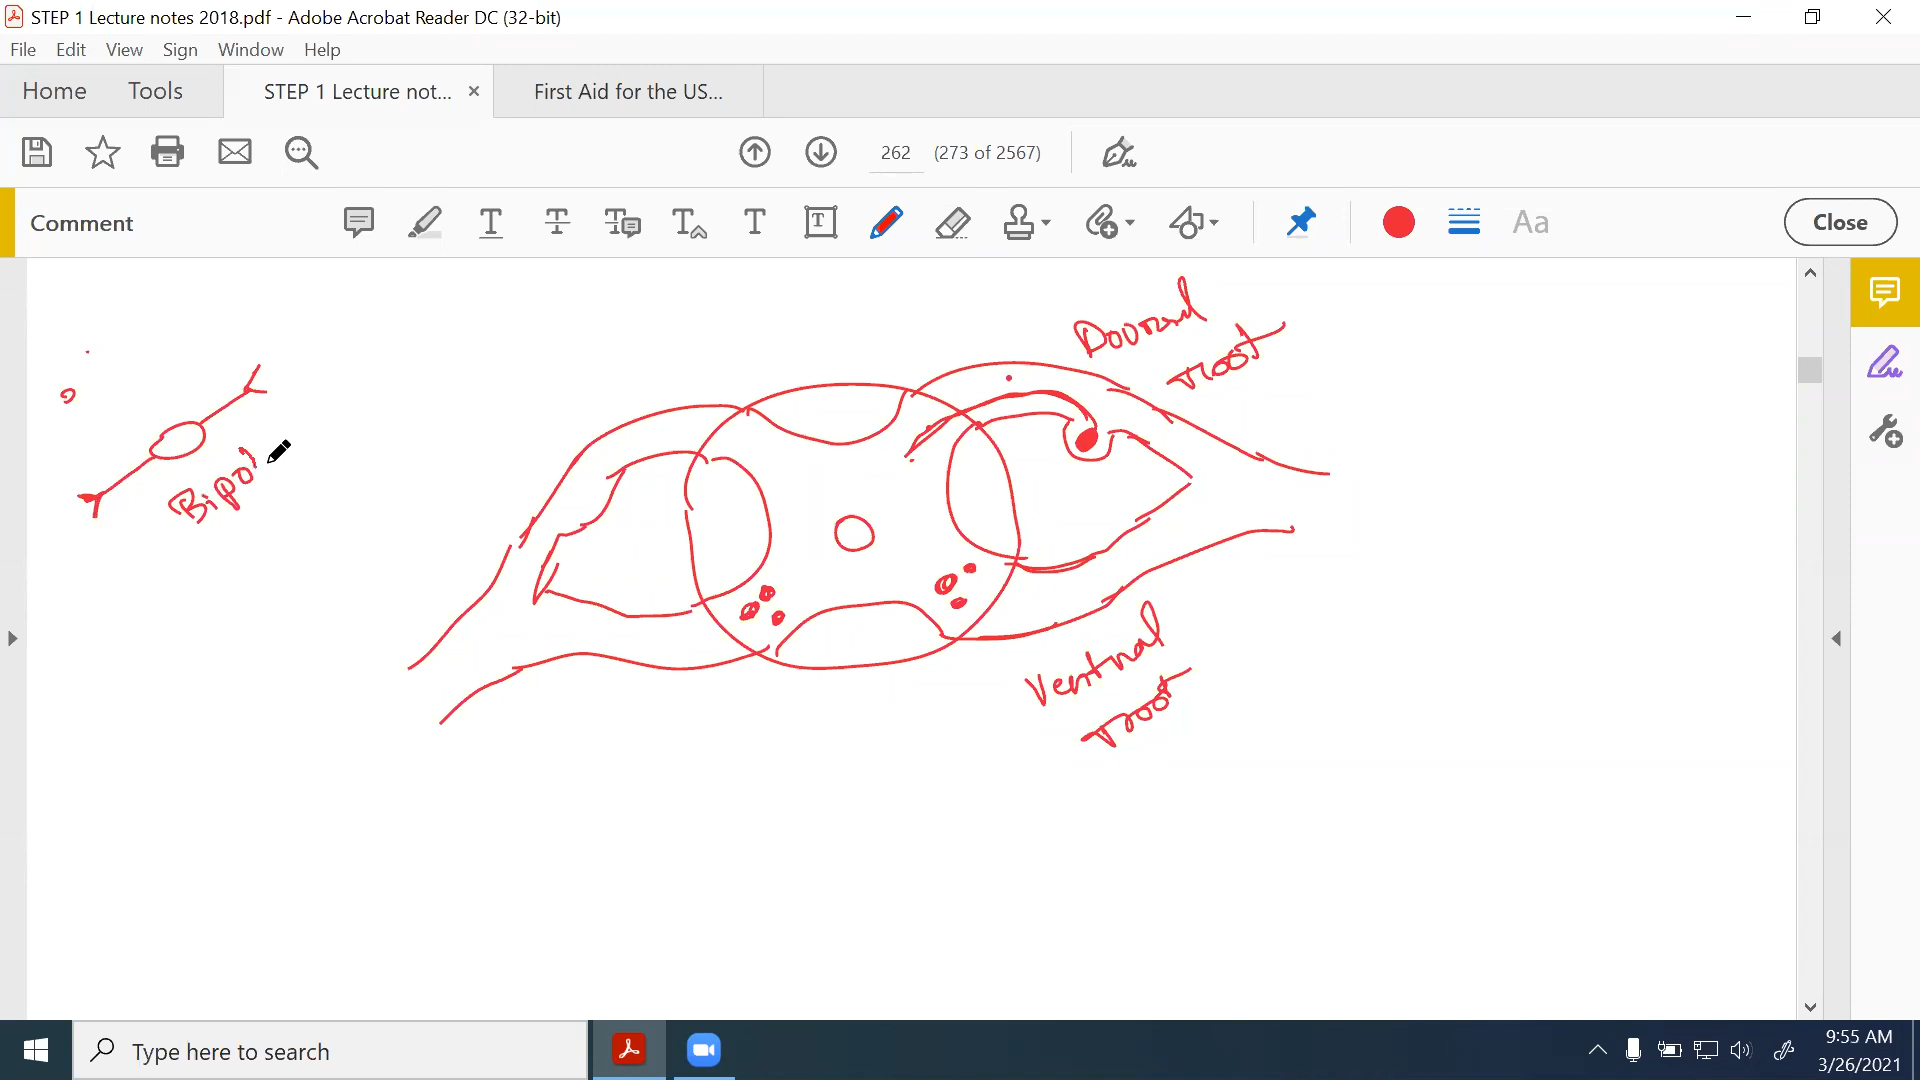 STEP 1 Lecture notes 2018.pdf - Adobe Acrobat Reader DC (32-bit)
File Edit View Sign Window Help
Home Tools STEP 1 Lecture not... × First Aid for the US...
262 (273 of 2567)
Comment T T T T T T Aa Close
Dorsal
root
Bipol
Ventral
root
Type here to search
9:55 AM
3/26/2021